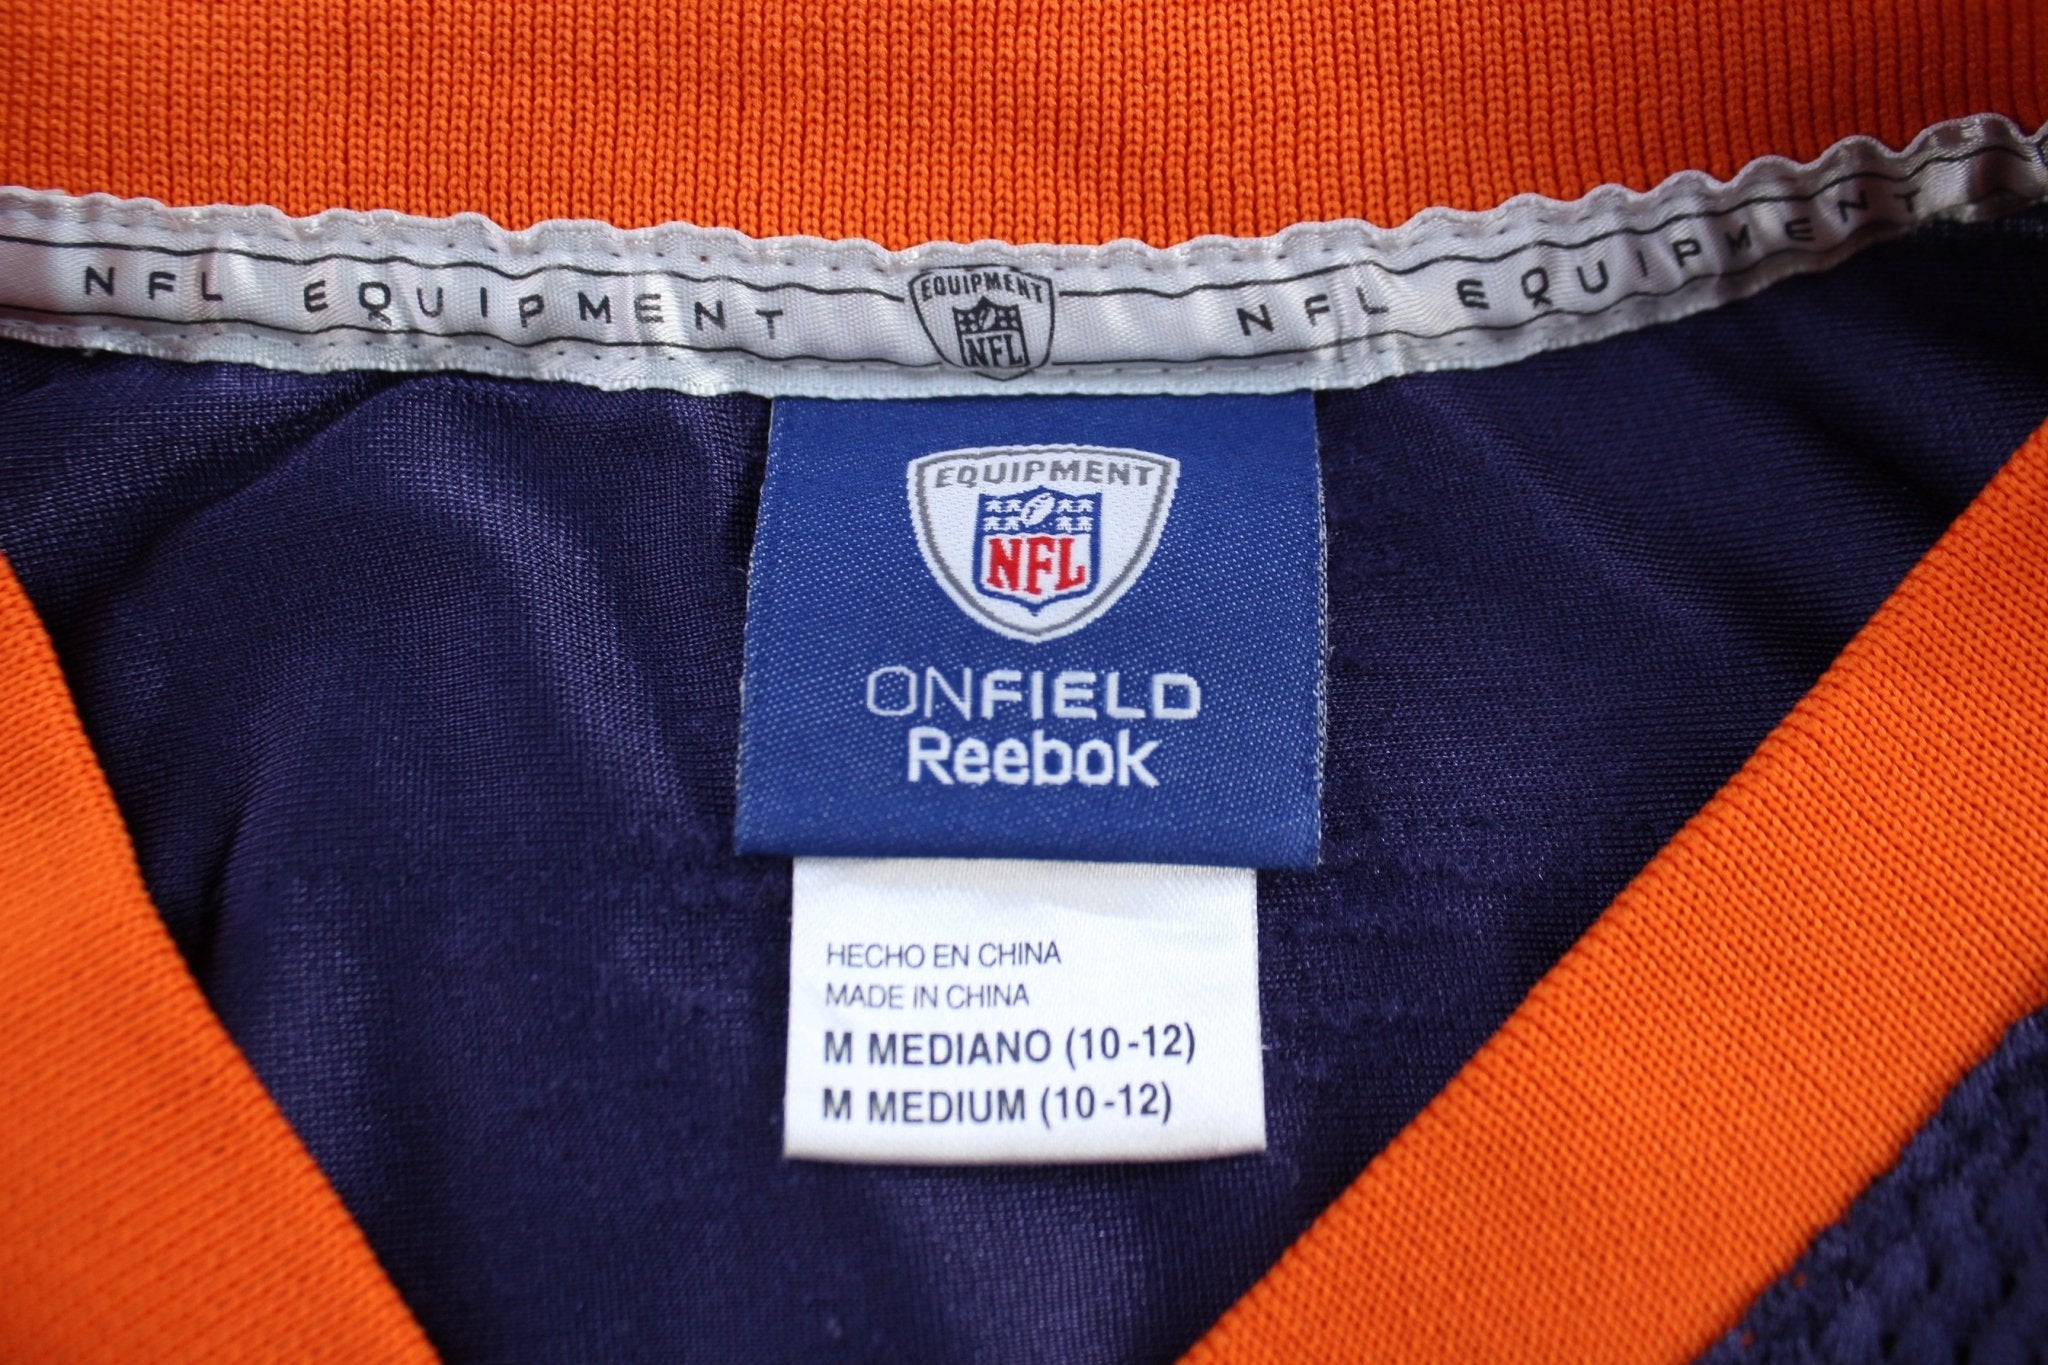 NFL EQUIPMENT
EQUIPMENT
NFL
NFL EQUIPMENT
EQUIPMENT
NFL
ONFIELD
Reebok
HECHO EN CHINA
MADE IN CHINA
M MEDIANO (10-12)
M MEDIUM (10-12)